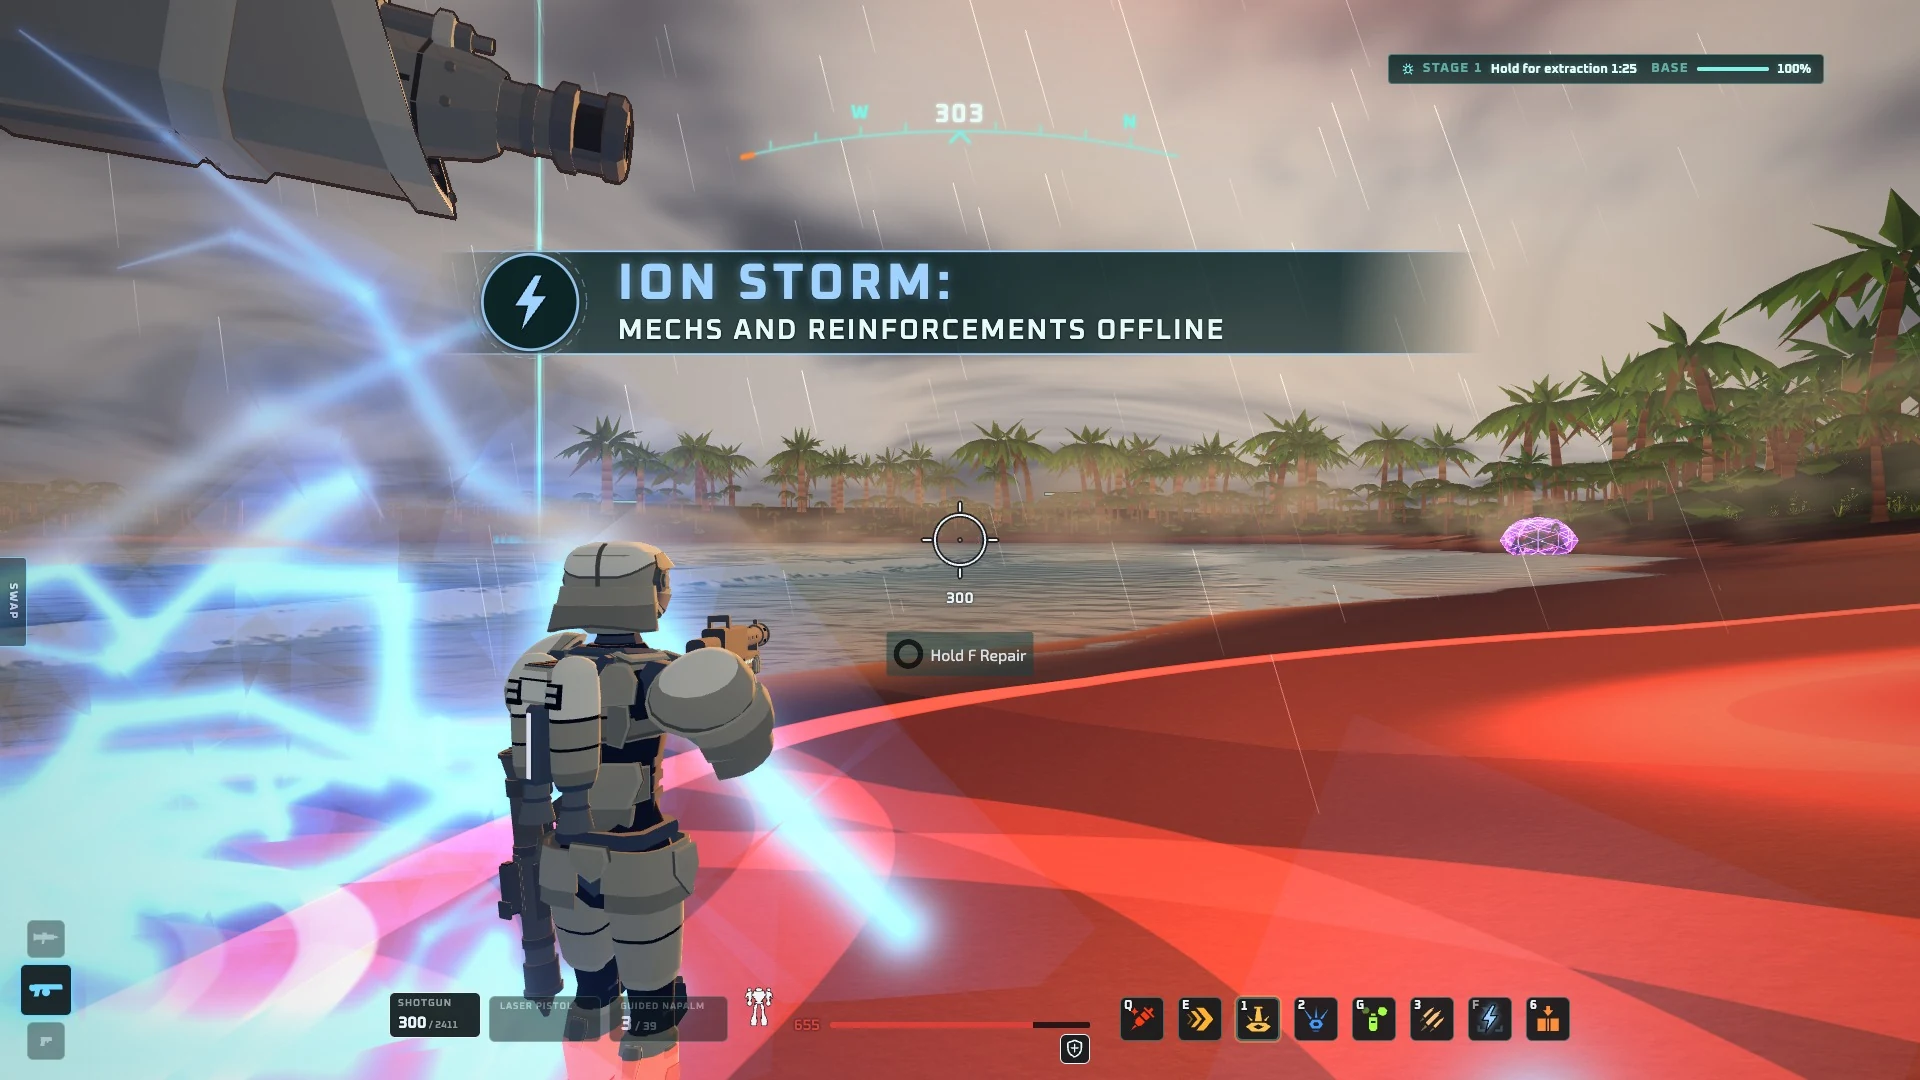 STAGE 1 Hold for extraction 1:25 BASE 100%
W 303 N
ION STORM:
MECHS AND REINFORCEMENTS OFFLINE
SWAP
300
Hold F Repair
SHOTGUN
300 / 2411
LASER PISTOL
GUIDED NAPALM
3 / 39
655
Q E 1 2 G 3 F 6